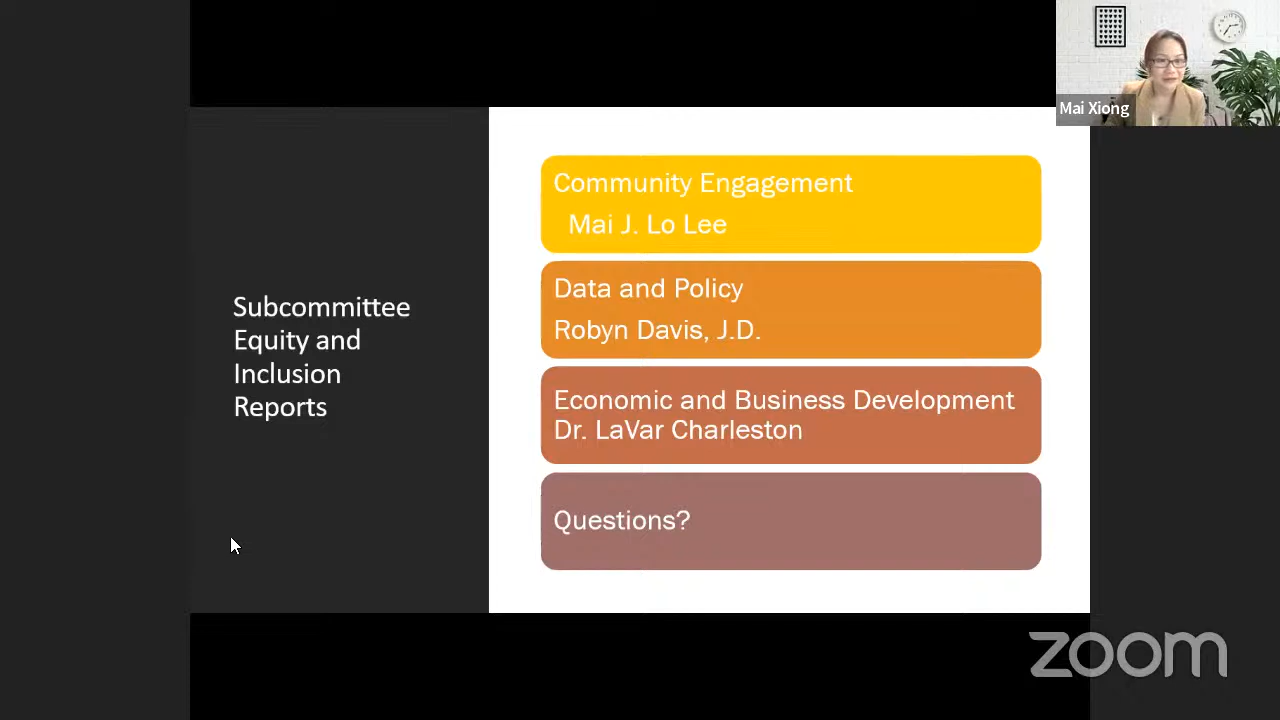 Mai Xiong
Subcommittee
Equity and
Inclusion
Reports
Community Engagement
Mai J. Lo Lee
Data and Policy
Robyn Davis, J.D.
Economic and Business Development
Dr. LaVar Charleston
Questions?
zoom